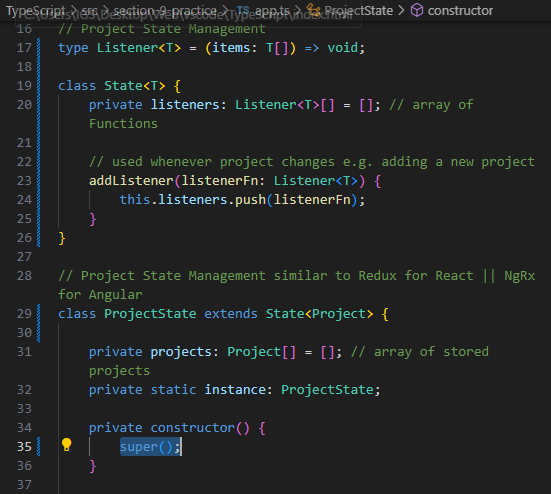 TypeScript > src > section-9-practice > TS app.ts > ProjectState > constructor
16 // Project State Management
17 type Listener<T> = (items: T[]) => void;
18
19 class State<T> {
20 private listeners: Listener<T>[] = []; // array of
Functions
21
22 // used whenever project changes e.g. adding a new project
23 addListener(listenerFn: Listener<T>) {
24 this.listeners.push(listenerFn);
25 }
26 }
27
28 // Project State Management similar to Redux for React || NgRx
for Angular
29 class ProjectState extends State<Project> {
30
31 private projects: Project[] = []; // array of stored
projects
32 private static instance: ProjectState;
33
34 private constructor() {
35 super();
36 }
37